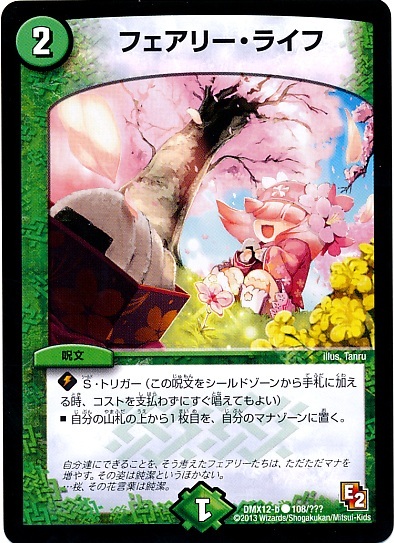 2
フェアリー・ライフ
呪文
illus. Tanru
S・トリガー(この呪文をシールドゾーンから手札に加え
る時、コストを支払わずにすぐ唱えてもよい)
■ 自分の山札の上から1枚目を、自分のマナゾーンに置く。
自分達にできることを、そう考えたフェアリーたちは、ただただマナを
増やす。その姿は純潔というほかない。
…桜、その花言葉は純潔。
1
DMX12-b ● 108/???
E2
©2013 Wizards/Shogakukan/Mitsui-Kids